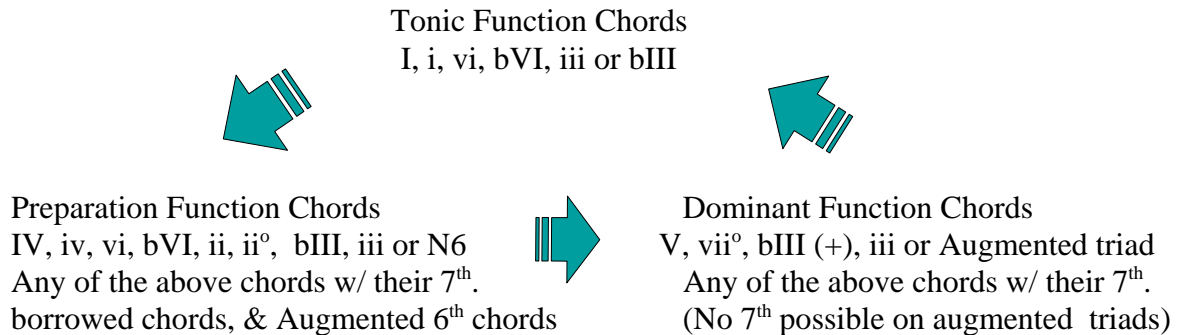 Tonic Function Chords
I, i, vi, bVI, iii or bIII
Preparation Function Chords
IV, iv, vi, bVI, ii, iiº, bIII, iii or N6
Any of the above chords w/ their 7th.
borrowed chords, & Augmented 6th chords
Dominant Function Chords
V, viiº, bIII (+), iii or Augmented triad
Any of the above chords w/ their 7th.
(No 7th possible on augmented triads)